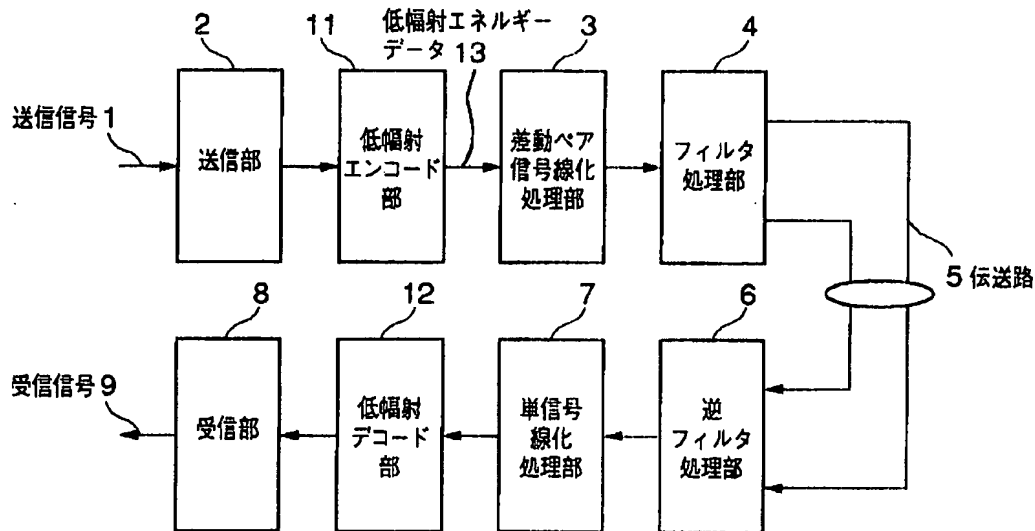 2
11
低幅射エネルギー
データ 13
3
4
送信信号 1
送信部
低幅射
エンコード
部
差動ペア
信号線化
処理部
フィルタ
処理部
5 伝送路
8
12
7
6
受信信号 9
受信部
低幅射
デコード
部
単信号
線化
処理部
逆
フィルタ
処理部